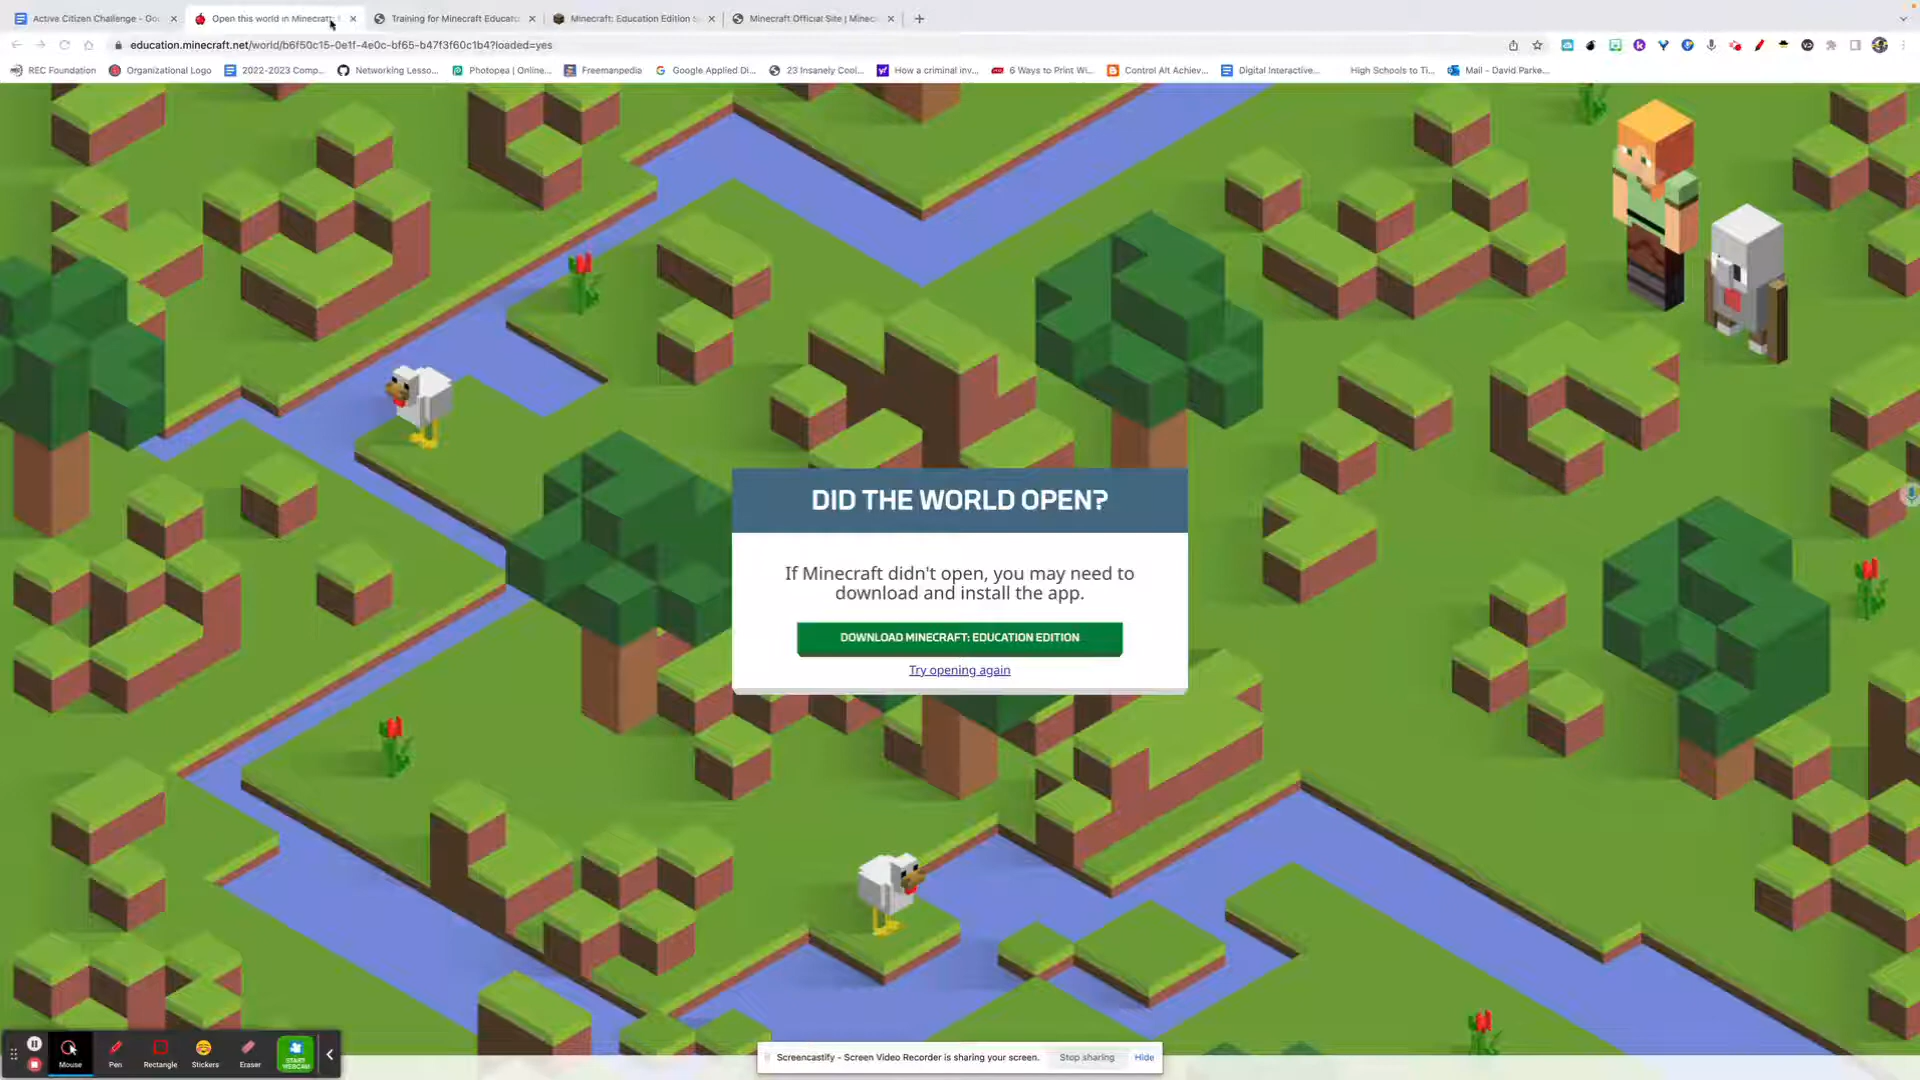 Active Citizen Challenge - Goo
Open this world in Minecraft:
Training for Minecraft Educato
Minecraft: Education Edition S
Minecraft Official Site | Minec
education.minecraft.net/world/b6f50c15-0e1f-4e0c-bf65-b47f3f60c1b4?loaded=yes
REC Foundation
Organizational Logo
2022-2023 Comp...
Networking Lesso...
Photopea | Online...
Freemanpedia
Google Applied Di...
23 Insanely Cool...
How a criminal inv...
6 Ways to Print Wi...
Control Alt Achiev...
Digital Interactive...
High Schools to Ti...
Mail - David Parke...
DID THE WORLD OPEN?
If Minecraft didn't open, you may need to
download and install the app.
DOWNLOAD MINECRAFT: EDUCATION EDITION
Try opening again
Mouse
Pen
Rectangle
Stickers
Eraser
START
WEBCAM
Screencastify - Screen Video Recorder is sharing your screen.
Stop sharing
Hide